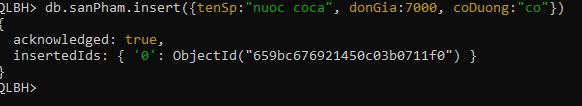 QLBH> db.sanPham.insert({tenSp:"nuoc coca", donGia:7000, coDuong:"co"})
{
  acknowledged: true,
  insertedIds: { '0': ObjectId("659bc676921450c03b0711f0") }
}
QLBH>